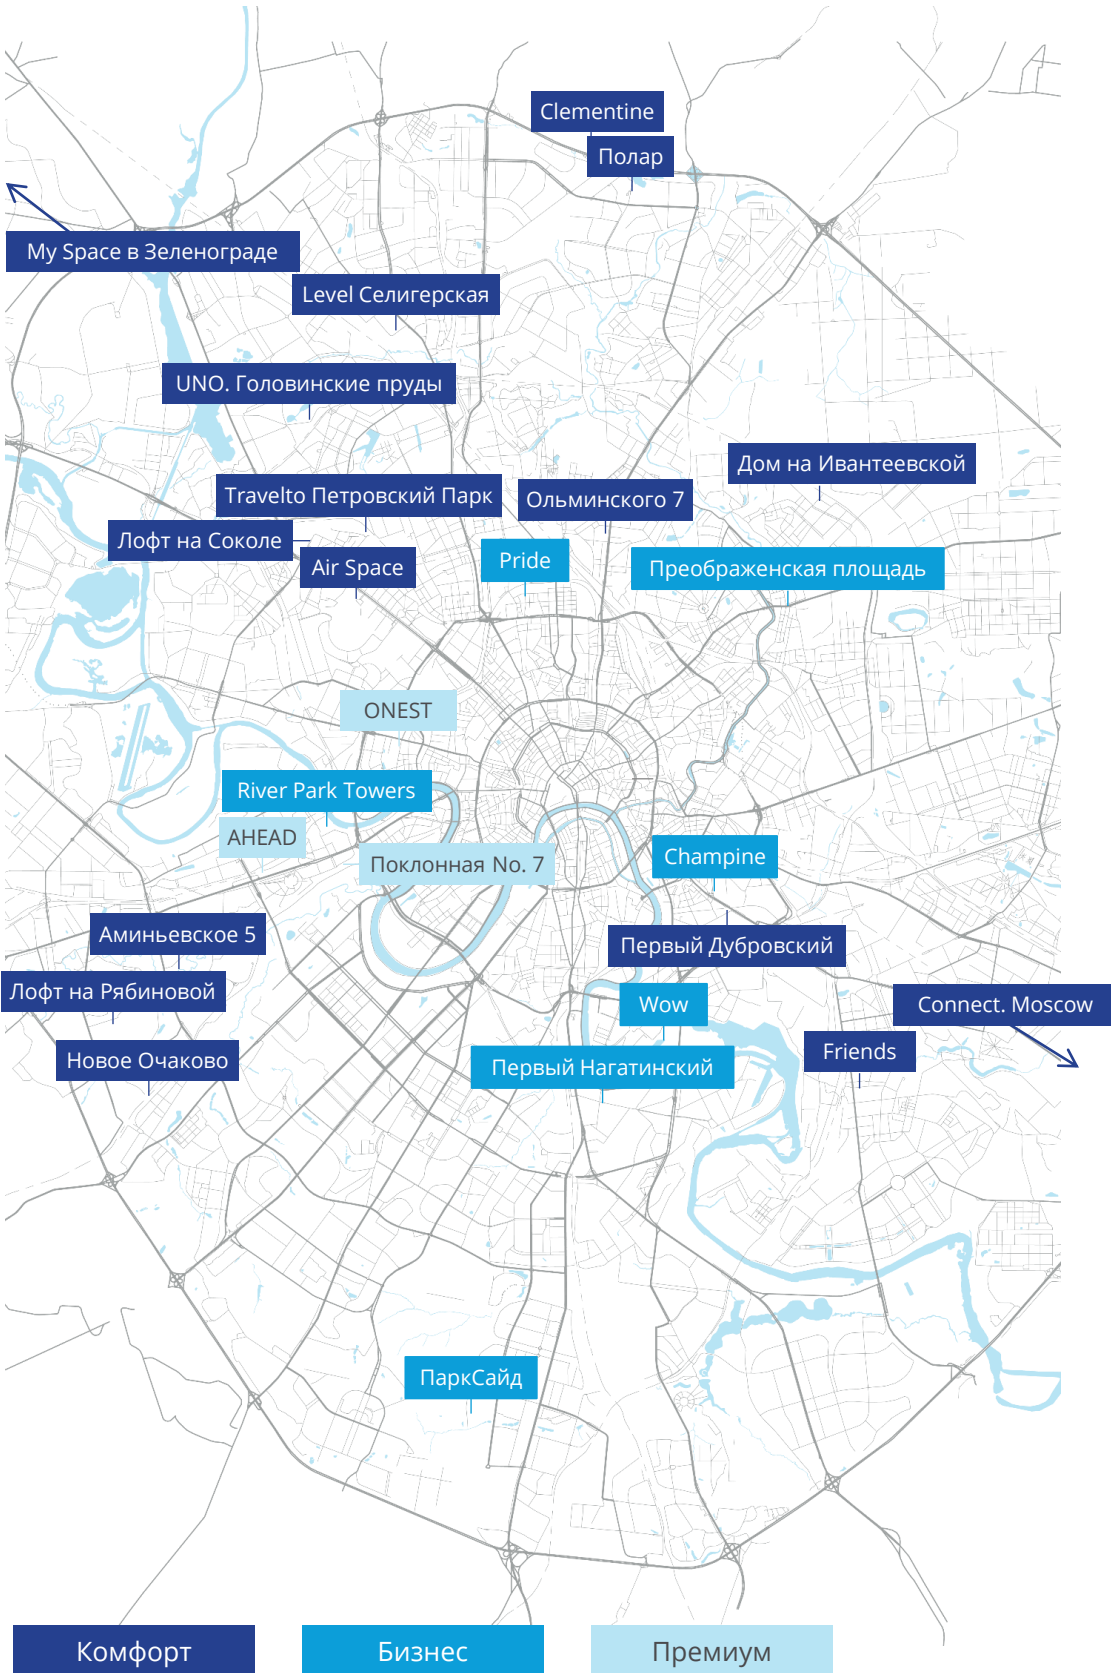 Clementine
Полар
My Space в Зеленограде
Level Селигерская
UNO. Головинские пруды
Дом на Ивантеевской
Travelto Петровский Парк
Ольминского 7
Лофт на Соколе
Air Space
Pride
Преображенская площадь
ONEST
River Park Towers
AHEAD
Поклонная No. 7
Champine
Аминьевское 5
Первый Дубровский
Лофт на Рябиновой
Wow
Connect. Moscow
Новое Очаково
Первый Нагатинский
Friends
ПаркСайд
Комфорт
Бизнес
Премиум